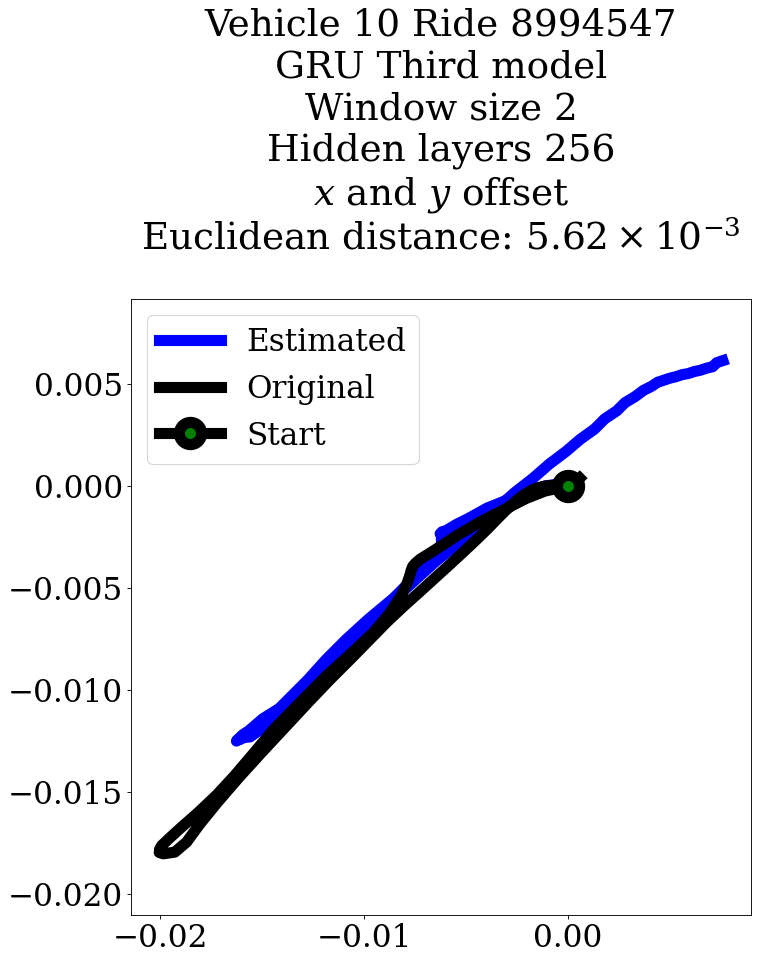 Vehicle 10 Ride 8994547
GRU Third model
Window size 2
Hidden layers 256
x and y offset
Euclidean distance: 5.62 × 10⁻³
Estimated
Original
Start
0.005
0.000
−0.005
−0.010
−0.015
−0.020
−0.02
−0.01
0.00